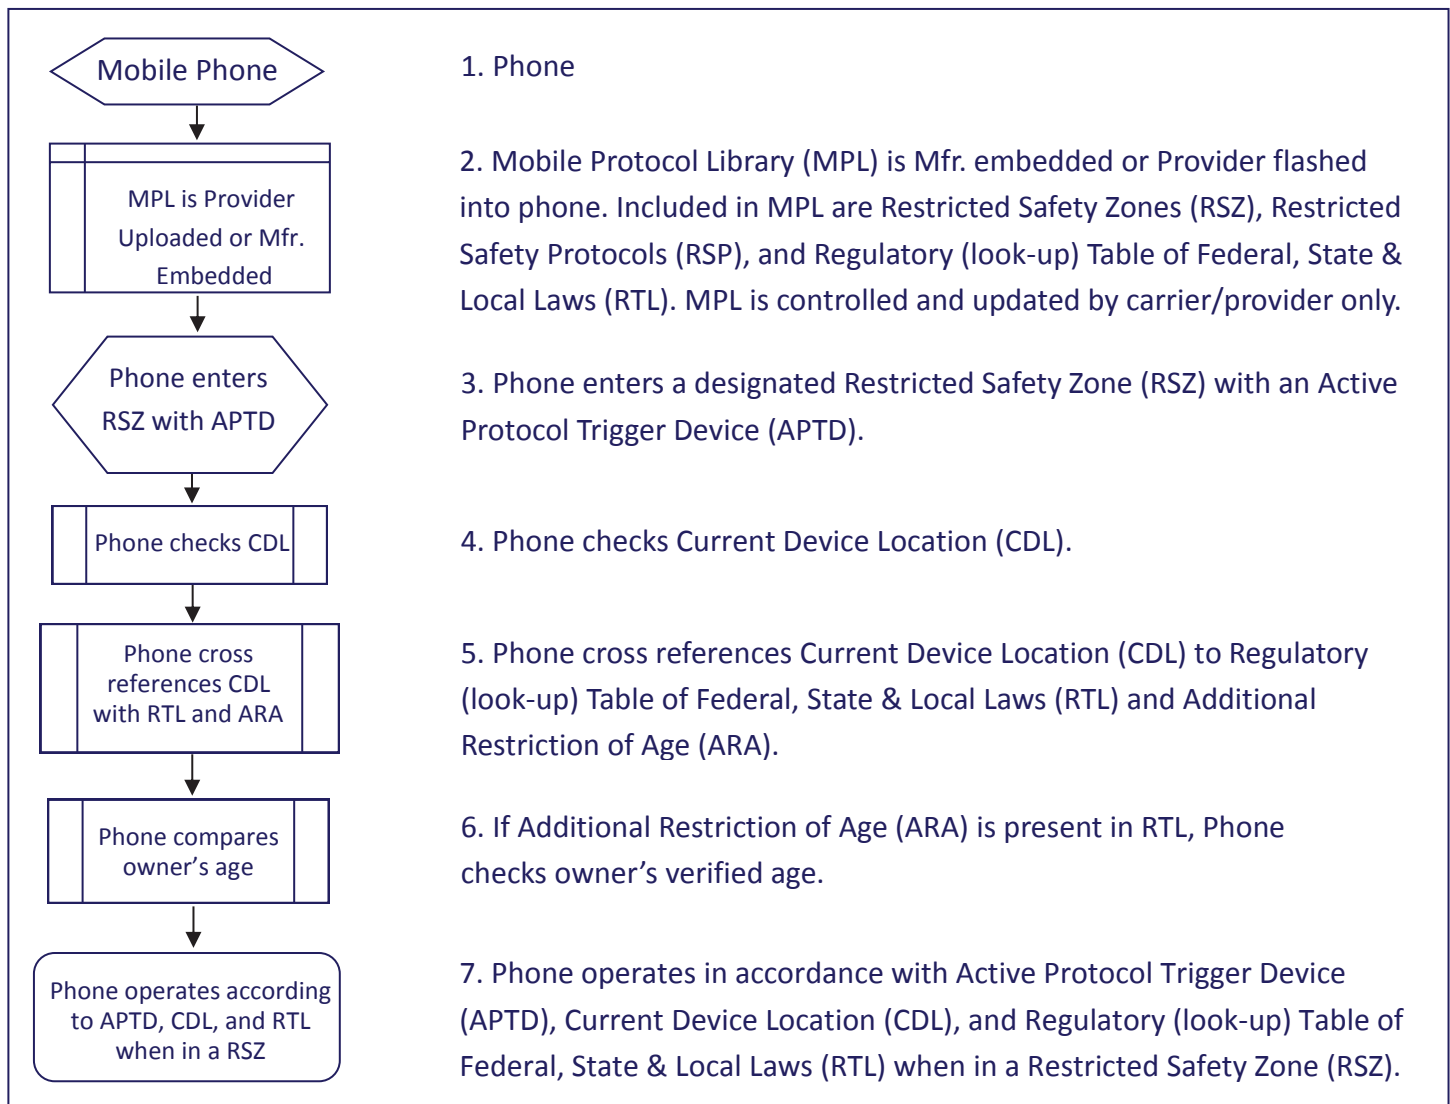 Mobile Phone
1. Phone
MPL is Provider
Uploaded or Mfr.
Embedded
2. Mobile Protocol Library (MPL) is Mfr. embedded or Provider flashed
into phone. Included in MPL are Restricted Safety Zones (RSZ), Restricted
Safety Protocols (RSP), and Regulatory (look-up) Table of Federal, State &
Local Laws (RTL). MPL is controlled and updated by carrier/provider only.
Phone enters
RSZ with APTD
3. Phone enters a designated Restricted Safety Zone (RSZ) with an Active
Protocol Trigger Device (APTD).
Phone checks CDL
4. Phone checks Current Device Location (CDL).
Phone cross
references CDL
with RTL and ARA
5. Phone cross references Current Device Location (CDL) to Regulatory
(look-up) Table of Federal, State & Local Laws (RTL) and Additional
Restriction of Age (ARA).
Phone compares
owner’s age
6. If Additional Restriction of Age (ARA) is present in RTL, Phone
checks owner’s verified age.
Phone operates according
to APTD, CDL, and RTL
when in a RSZ
7. Phone operates in accordance with Active Protocol Trigger Device
(APTD), Current Device Location (CDL), and Regulatory (look-up) Table of
Federal, State & Local Laws (RTL) when in a Restricted Safety Zone (RSZ).